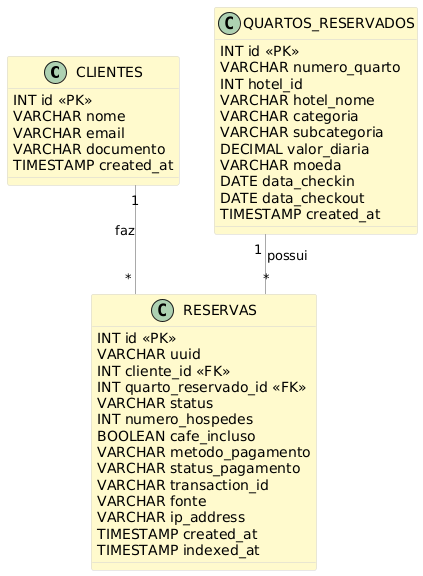 C CLIENTES
INT id «PK»
VARCHAR nome
VARCHAR email
VARCHAR documento
TIMESTAMP created_at
C QUARTOS_RESERVADOS
INT id «PK»
VARCHAR numero_quarto
INT hotel_id
VARCHAR hotel_nome
VARCHAR categoria
VARCHAR subcategoria
DECIMAL valor_diaria
VARCHAR moeda
DATE data_checkin
DATE data_checkout
TIMESTAMP created_at
1
faz
*
1
possui
*
C RESERVAS
INT id «PK»
VARCHAR uuid
INT cliente_id «FK»
INT quarto_reservado_id «FK»
VARCHAR status
INT numero_hospedes
BOOLEAN cafe_incluso
VARCHAR metodo_pagamento
VARCHAR status_pagamento
VARCHAR transaction_id
VARCHAR fonte
VARCHAR ip_address
TIMESTAMP created_at
TIMESTAMP indexed_at